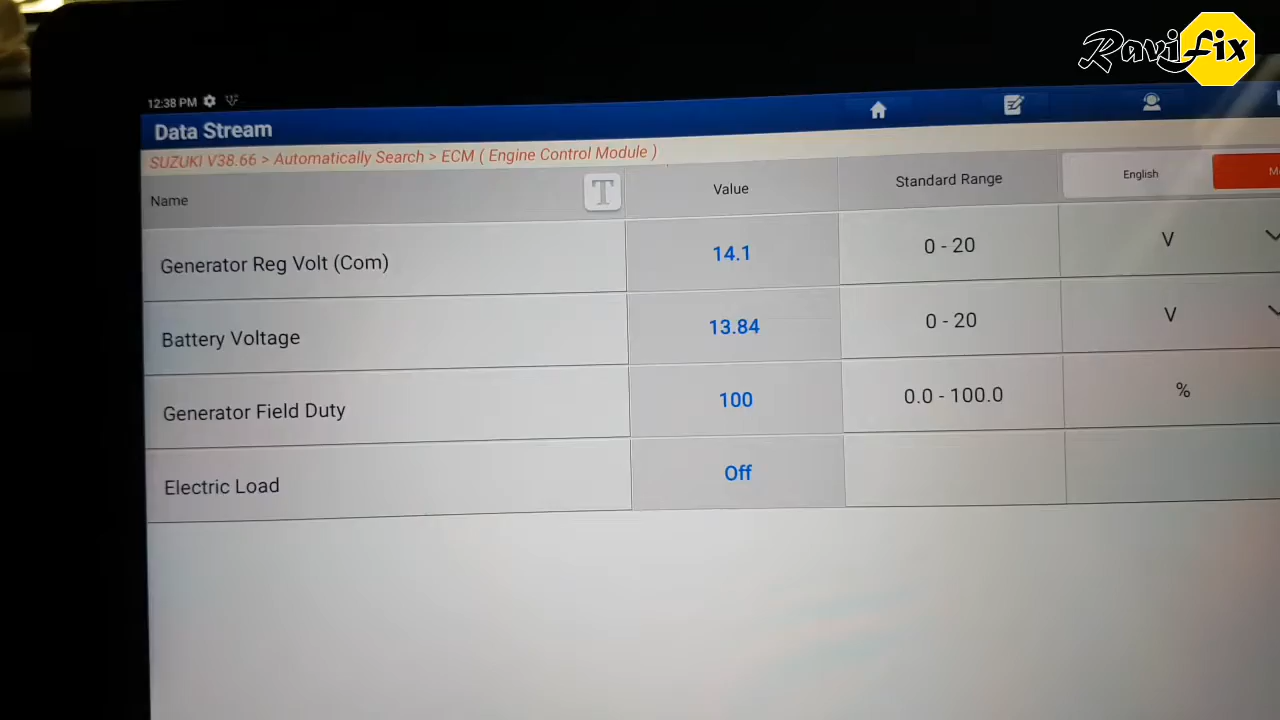 RaviFix
12:38 PM
Data Stream
SUZUKI V38.66 > Automatically Search > ECM ( Engine Control Module )
Name T Value Standard Range English
Generator Reg Volt (Com) 14.1 0 - 20 V
Battery Voltage 13.84 0 - 20 V
Generator Field Duty 100 0.0 - 100.0 %
Electric Load Off